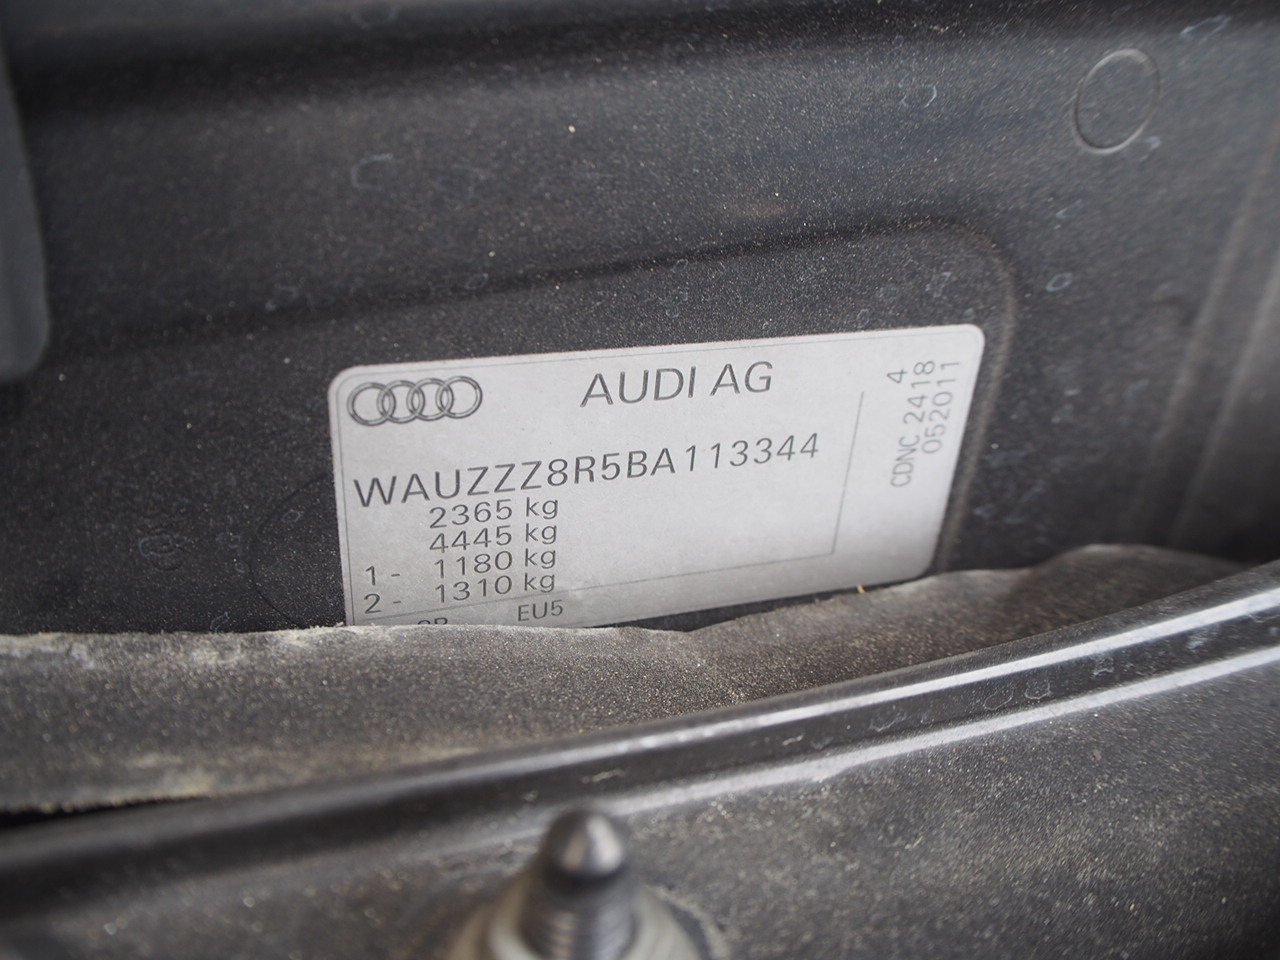 AUDI AG
WAUZZZ8R5BA113344
2365 kg
4445 kg
1 - 1180 kg
2 - 1310 kg
EU5
4
CDNC 2418
052011